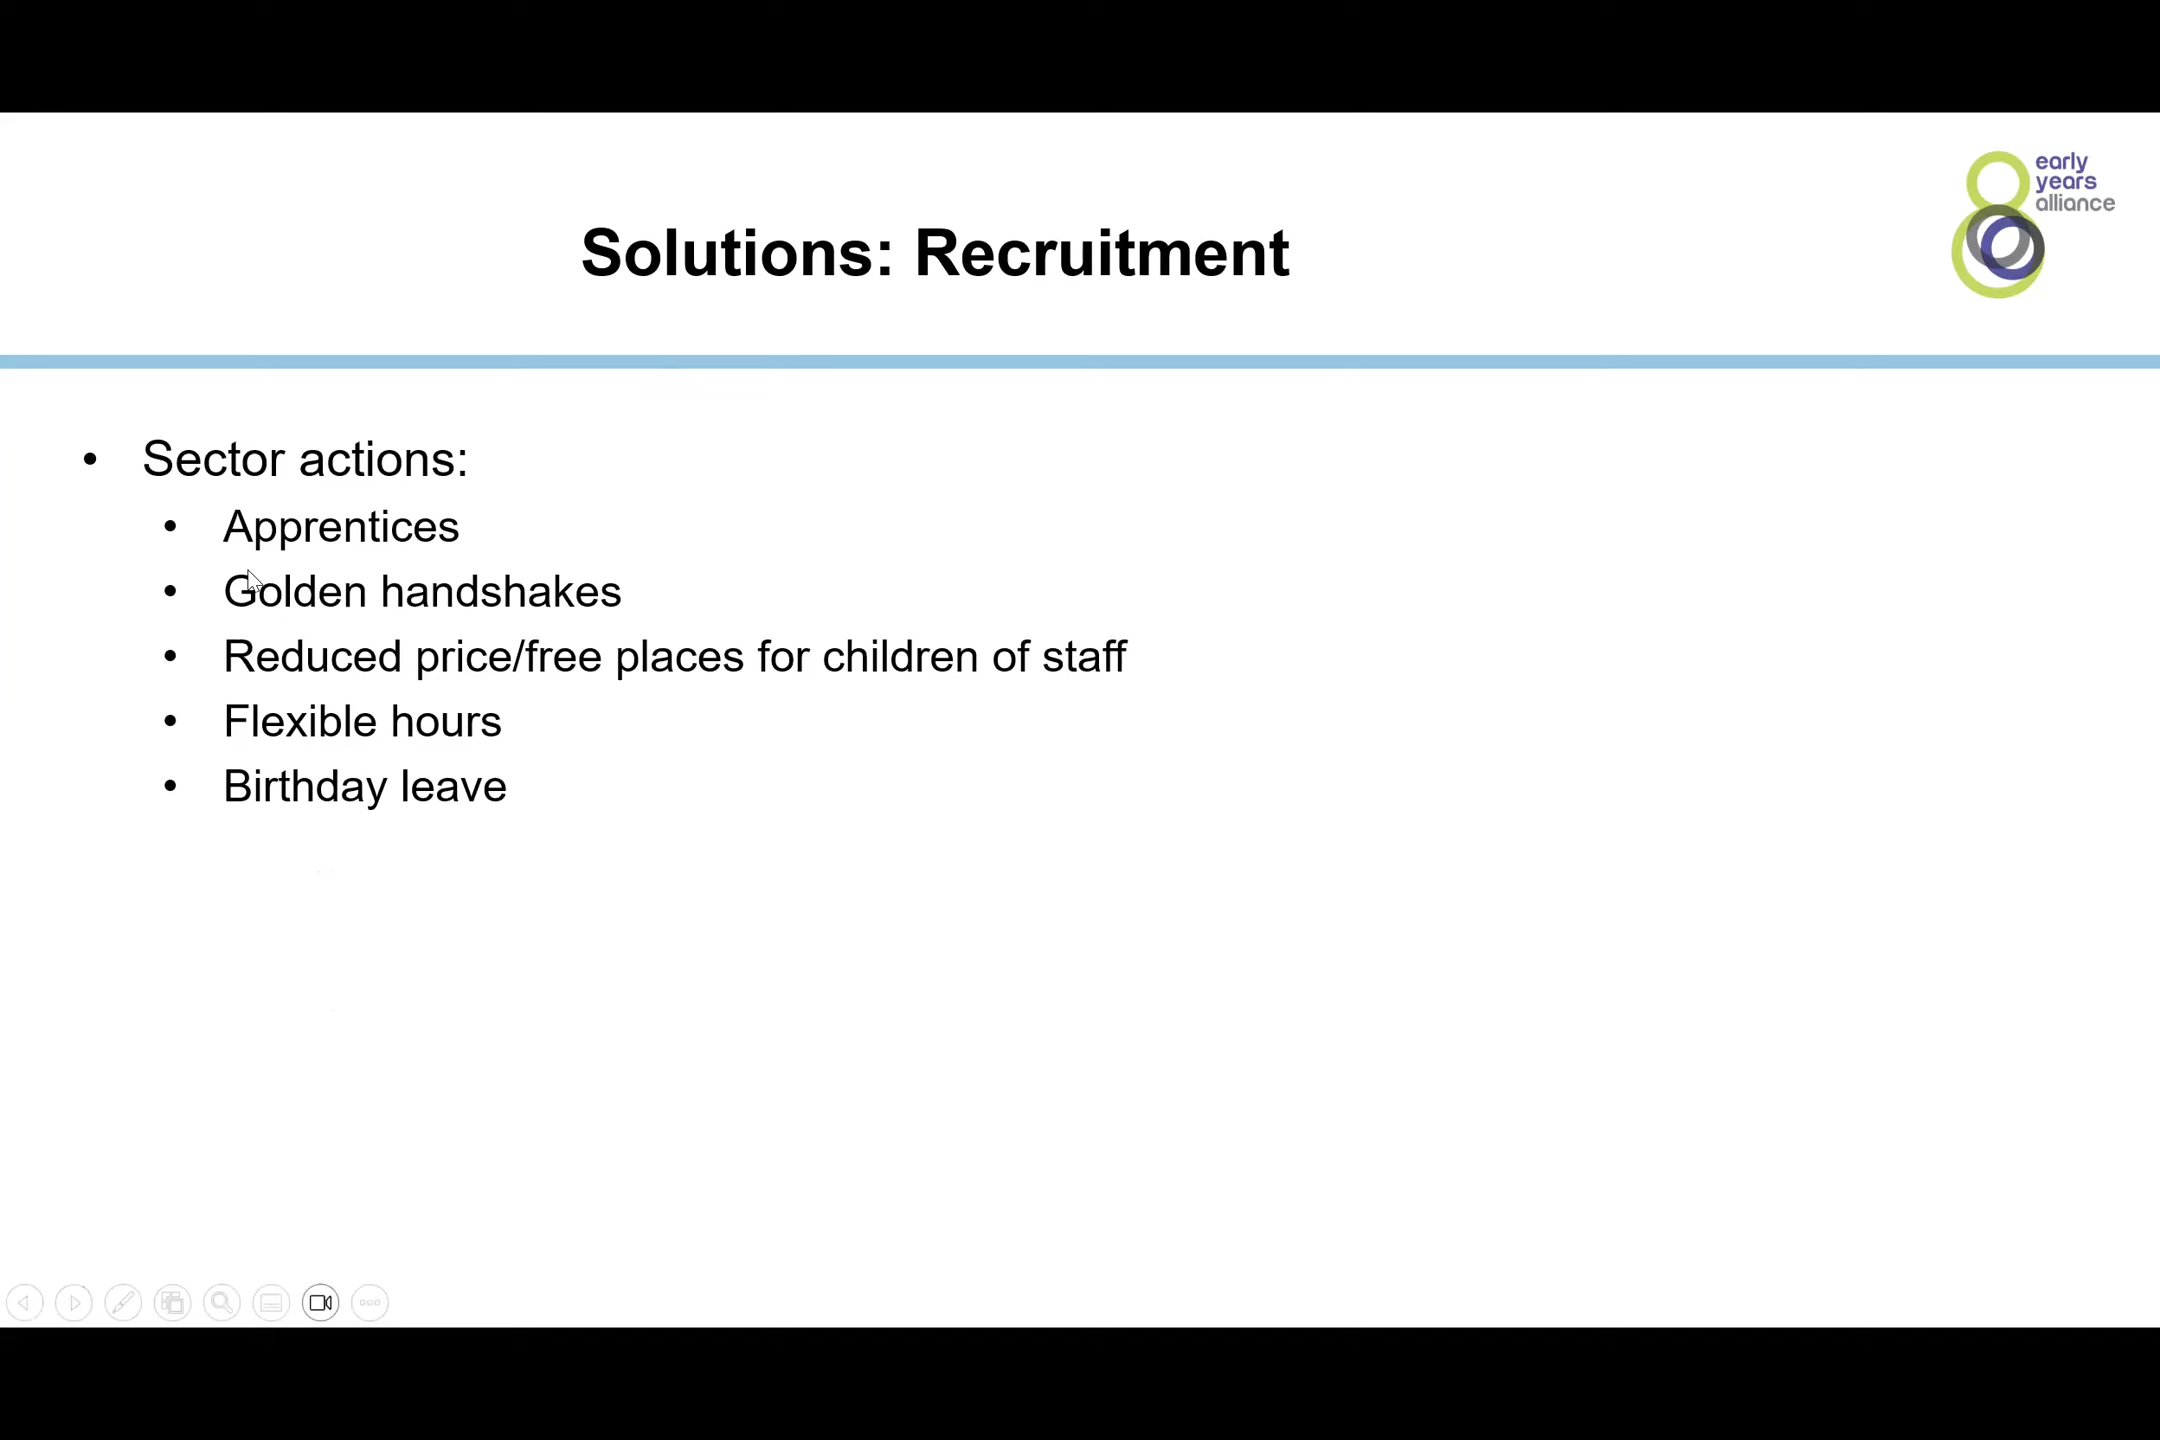 early
years
alliance
Solutions: Recruitment
• Sector actions:
• Apprentices
• Golden handshakes
• Reduced price/free places for children of staff
• Flexible hours
• Birthday leave